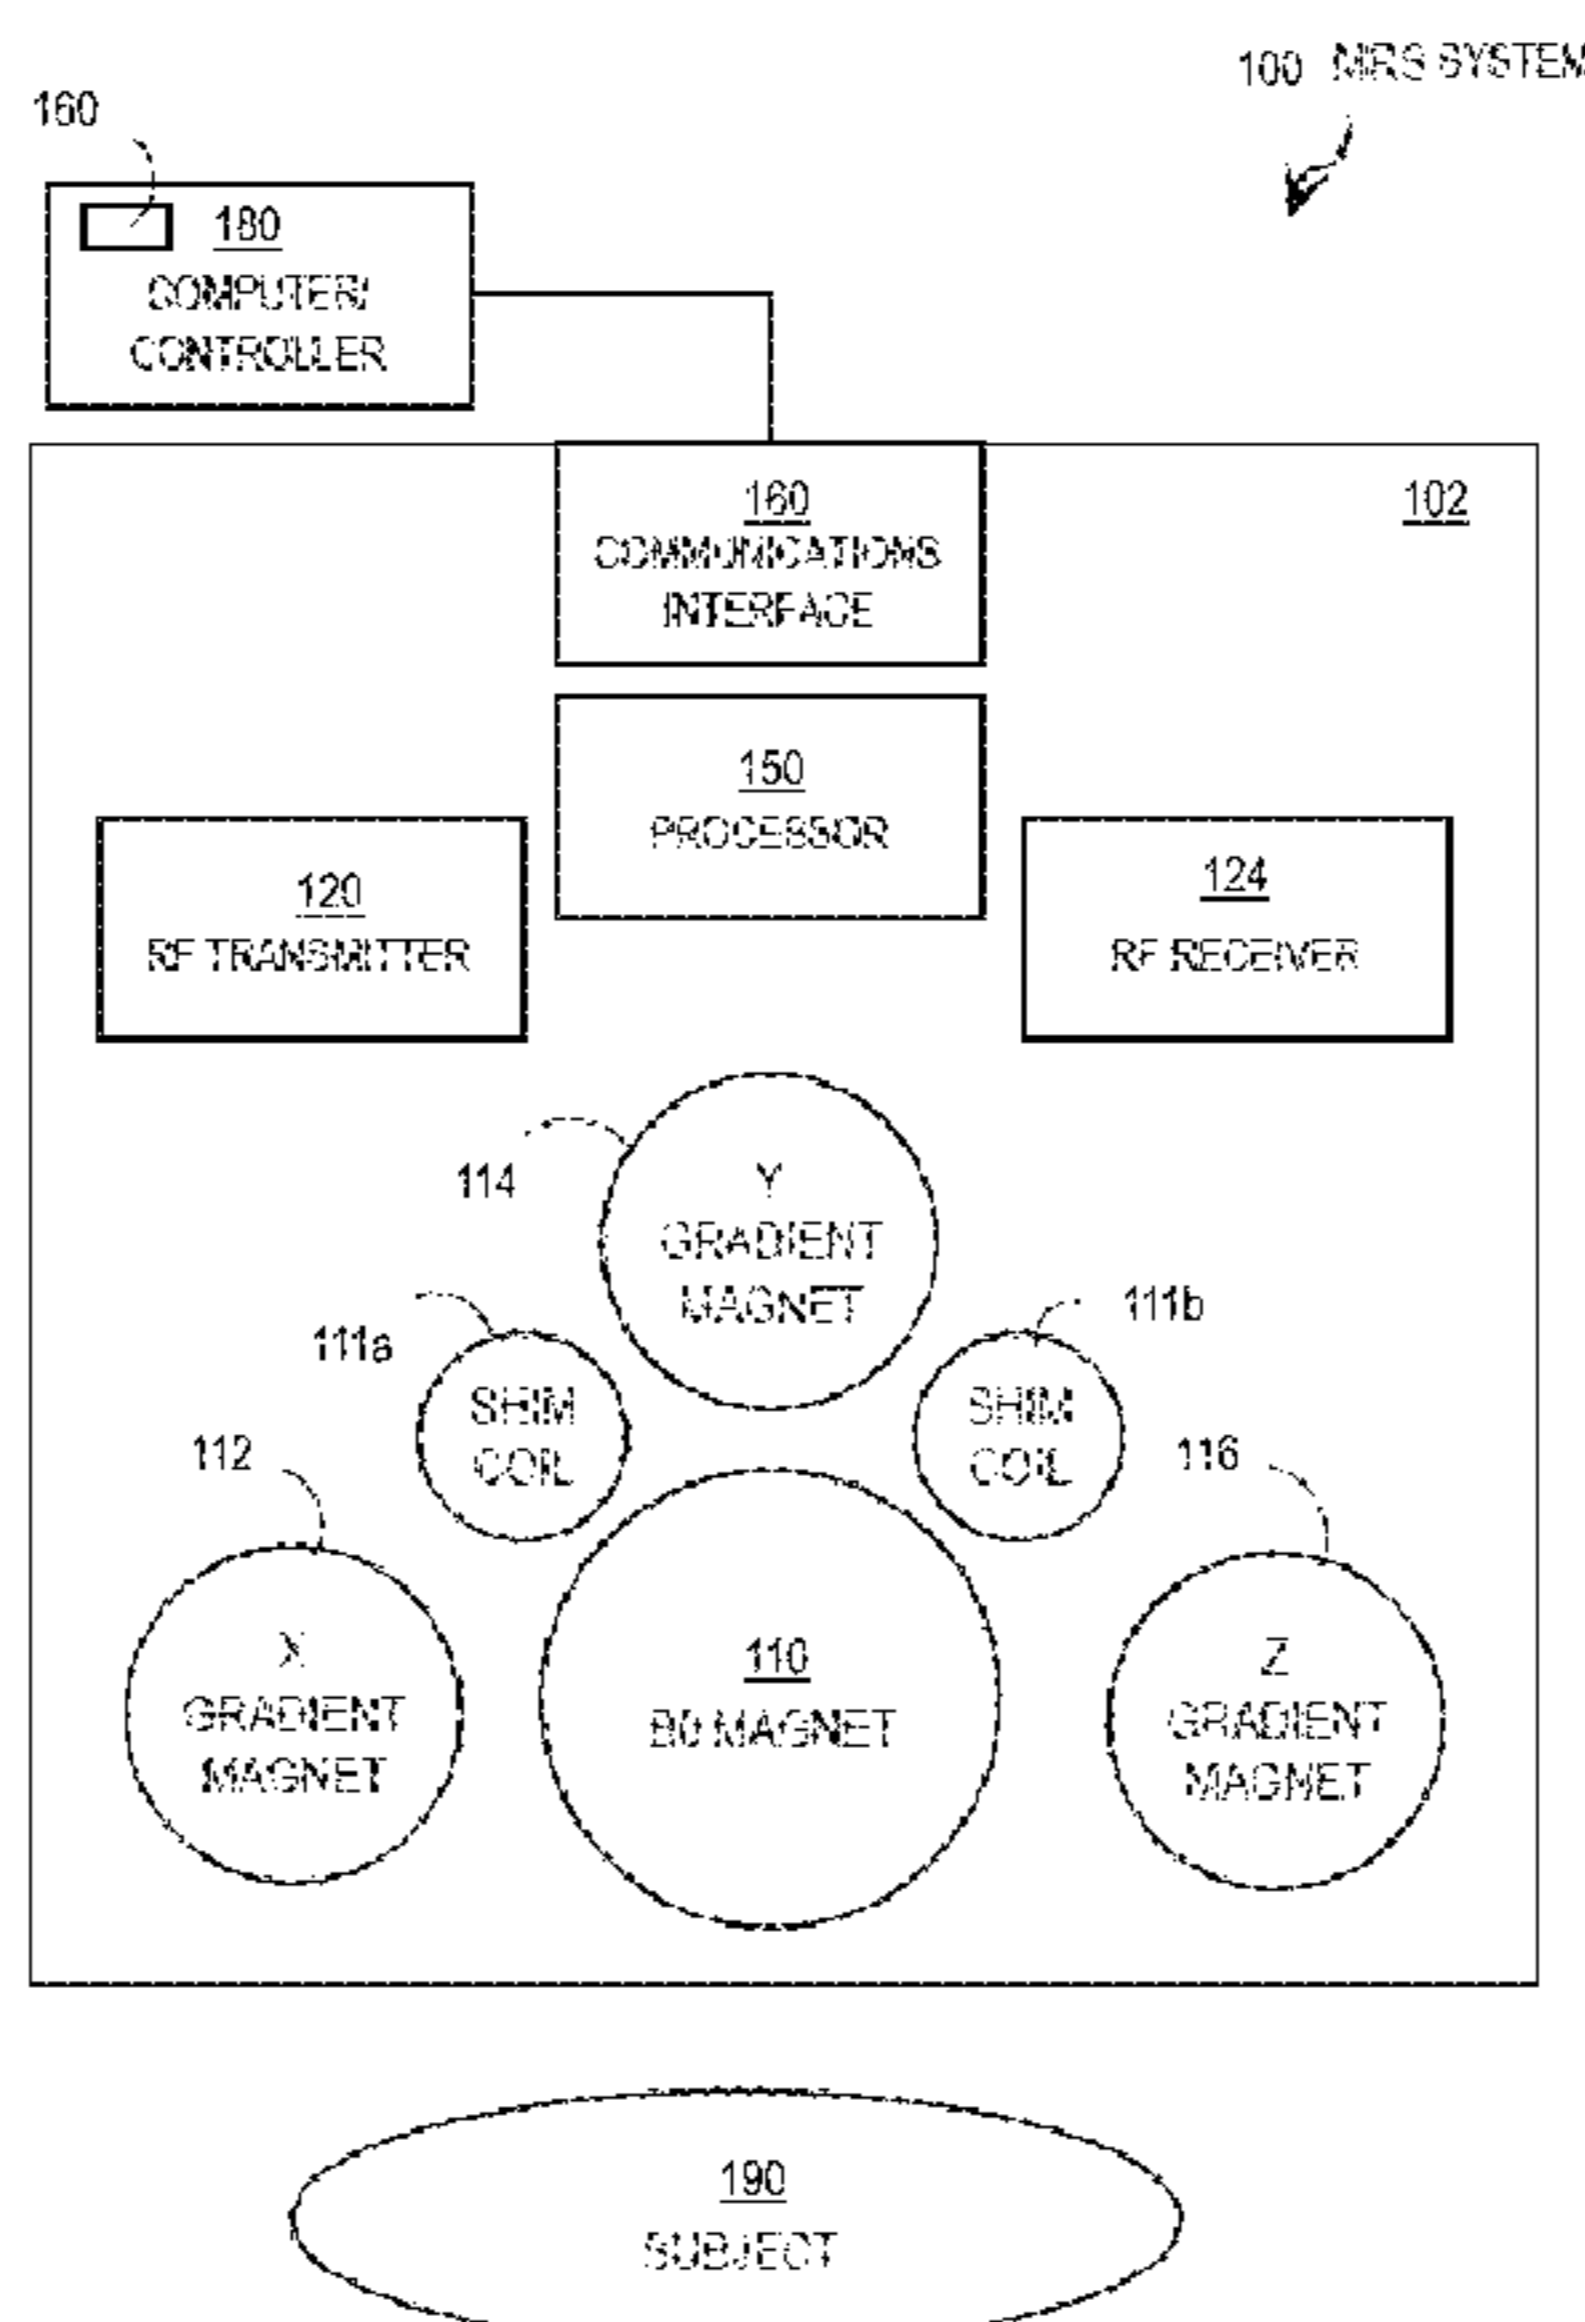 100 MRS SYSTEM
160
180
COMPUTER/
CONTROLLER
160
COMMUNICATIONS
INTERFACE
102
150
PROCESSOR
120
RF TRANSMITTER
124
RF RECEIVER
114
Y
GRADIENT
MAGNET
111a
SHIM
COIL
111b
SHIM
COIL
112
X
GRADIENT
MAGNET
110
B0 MAGNET
116
Z
GRADIENT
MAGNET
190
SUBJECT